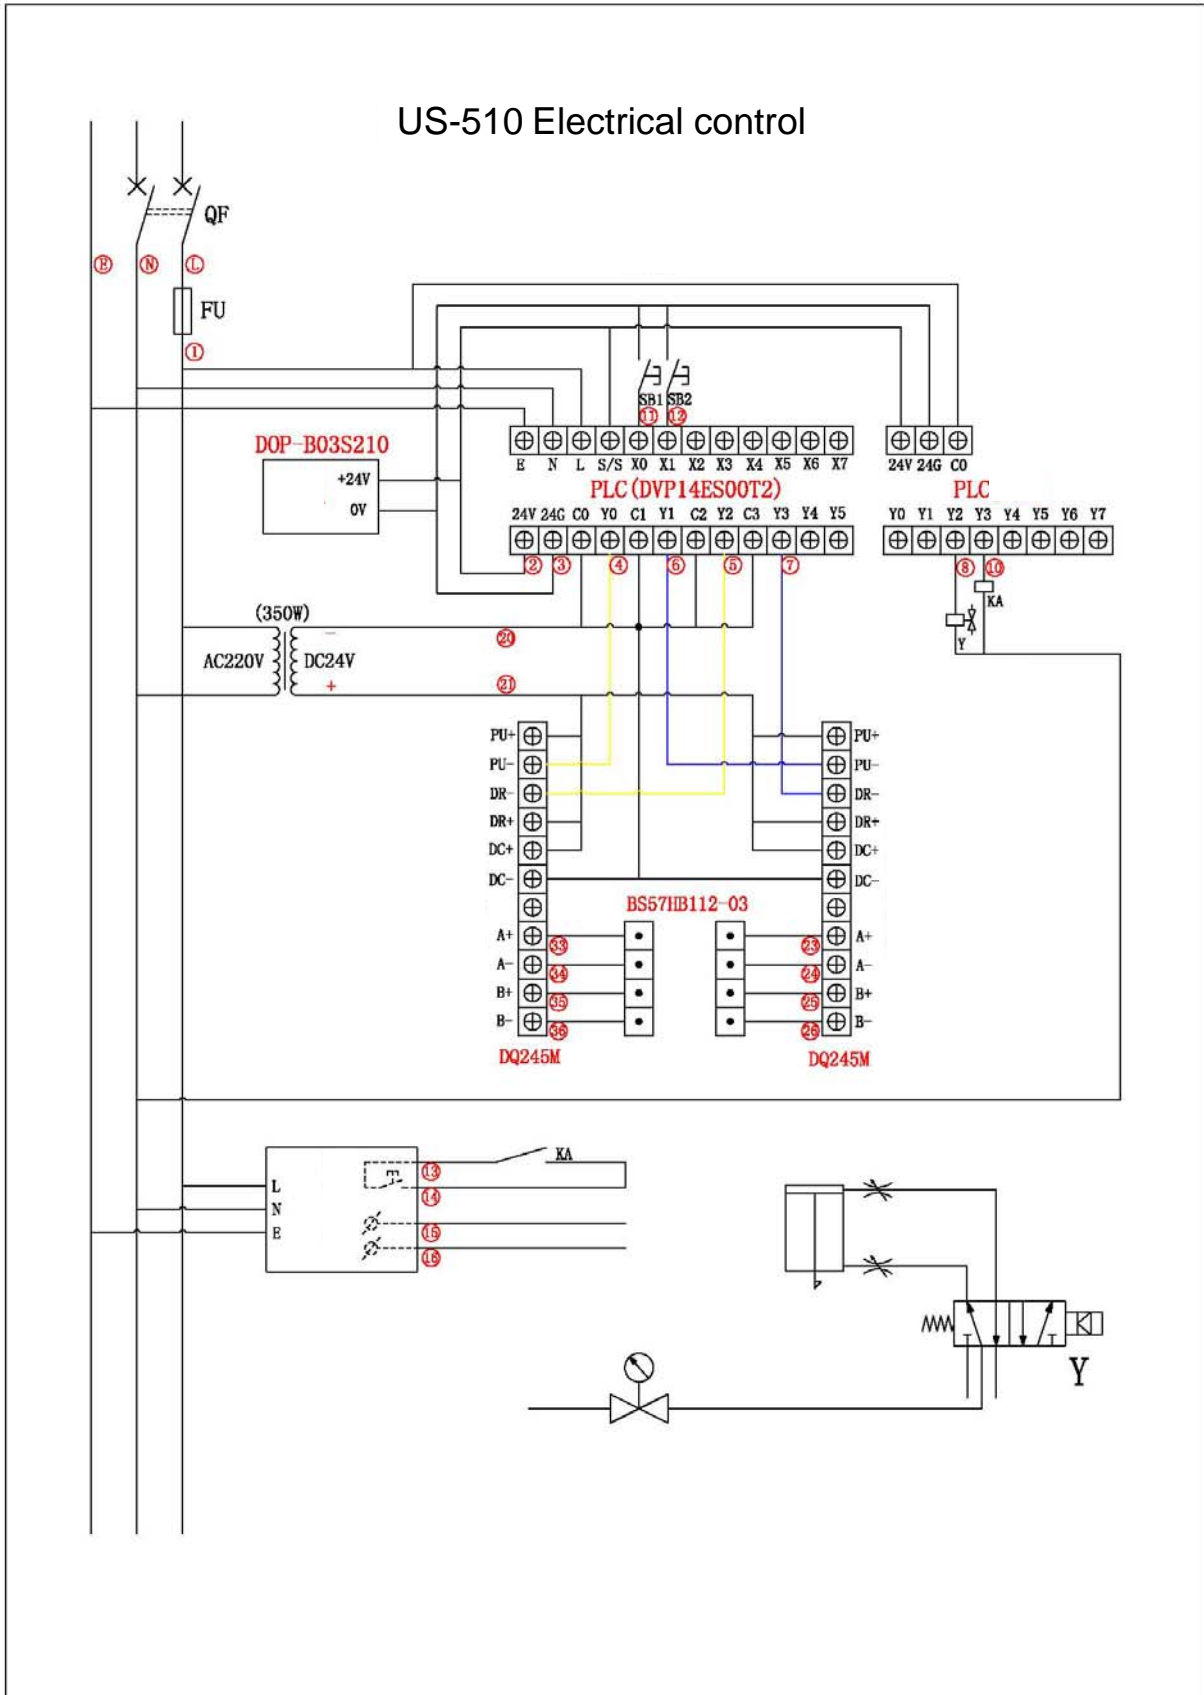 US-510 Electrical control
QF
E N L
FU
1
SB1 SB2
11 12
DOP-B03S210
+24V
0V
E N L S/S X0 X1 X2 X3 X4 X5 X6 X7
24V 24G C0
PLC(DVP14ES00T2)
PLC
24V 24G C0 Y0 C1 Y1 C2 Y2 C3 Y3 Y4 Y5
Y0 Y1 Y2 Y3 Y4 Y5 Y6 Y7
2 3 4 6 5 7
8 10
KA
Y
(350W)
AC220V
DC24V
−
+
20
21
PU+ PU+
PU- PU-
DR- DR-
DR+ DR+
DC+ DC+
DC- DC-
BS57HB112-03
A+ 33 23 A+
A- 34 24 A-
B+ 35 25 B+
B- 36 26 B-
DQ245M DQ245M
L
N
E
13 KA
14
15
16
Y